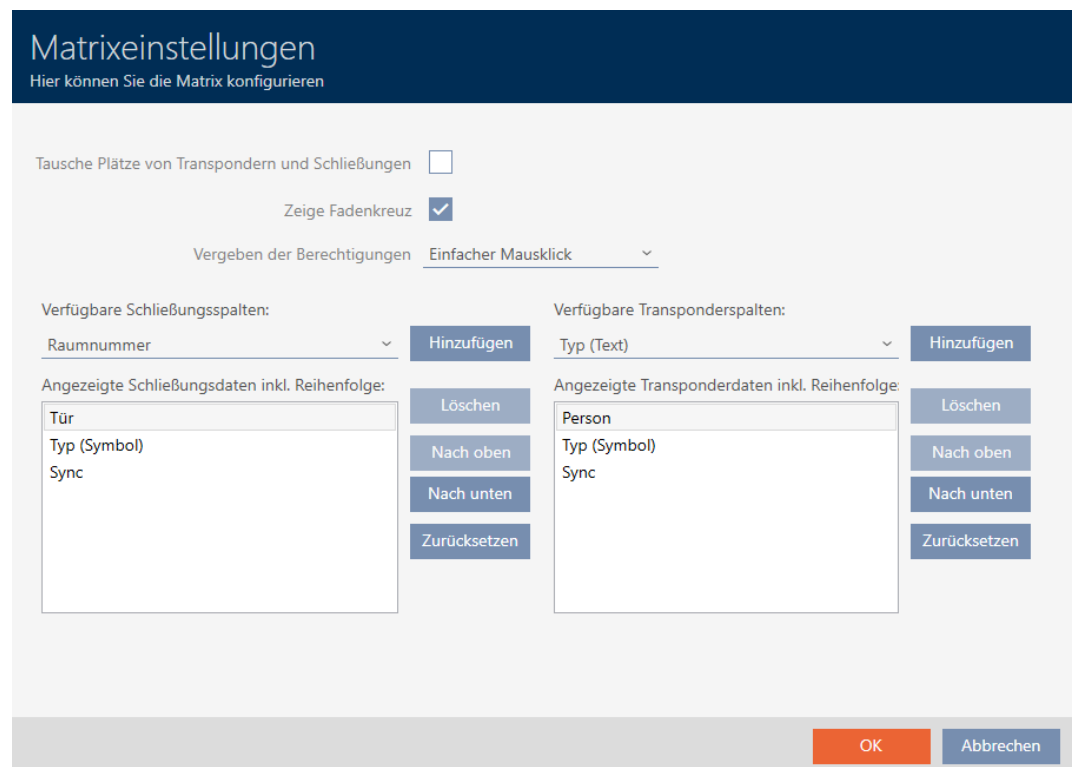 Matrixeinstellungen
Hier können Sie die Matrix konfigurieren
Tausche Plätze von Transpondern und Schließungen
Zeige Fadenkreuz
Vergeben der Berechtigungen Einfacher Mausklick
Verfügbare Schließungsspalten:
Raumnummer Hinzufügen
Angezeigte Schließungsdaten inkl. Reihenfolge:
Tür
Typ (Symbol)
Sync
Löschen
Nach oben
Nach unten
Zurücksetzen
Verfügbare Transponderspalten:
Typ (Text) Hinzufügen
Angezeigte Transponderdaten inkl. Reihenfolge:
Person
Typ (Symbol)
Sync
Löschen
Nach oben
Nach unten
Zurücksetzen
OK Abbrechen